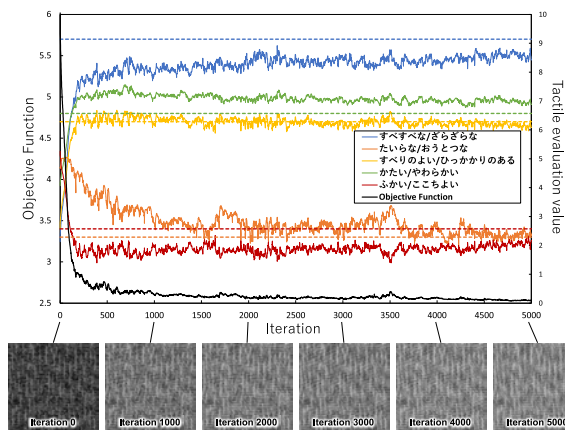 6
5.5
5
4.5
4
3.5
3
2.5
Objective Function
10
9
8
7
6
5
4
3
2
1
0
Tactile evaluation value
すべすべな/ざらざらな
たいらな/おうとつな
すべりのよい/ひっかかりのある
かたい/やわらかい
ふかい/ここちよい
Objective Function
0 500 1000 1500 2000 2500 3000 3500 4000 4500 5000
Iteration
Iteration 0 Iteration 1000 Iteration 2000 Iteration 3000 Iteration 4000 Iteration 5000